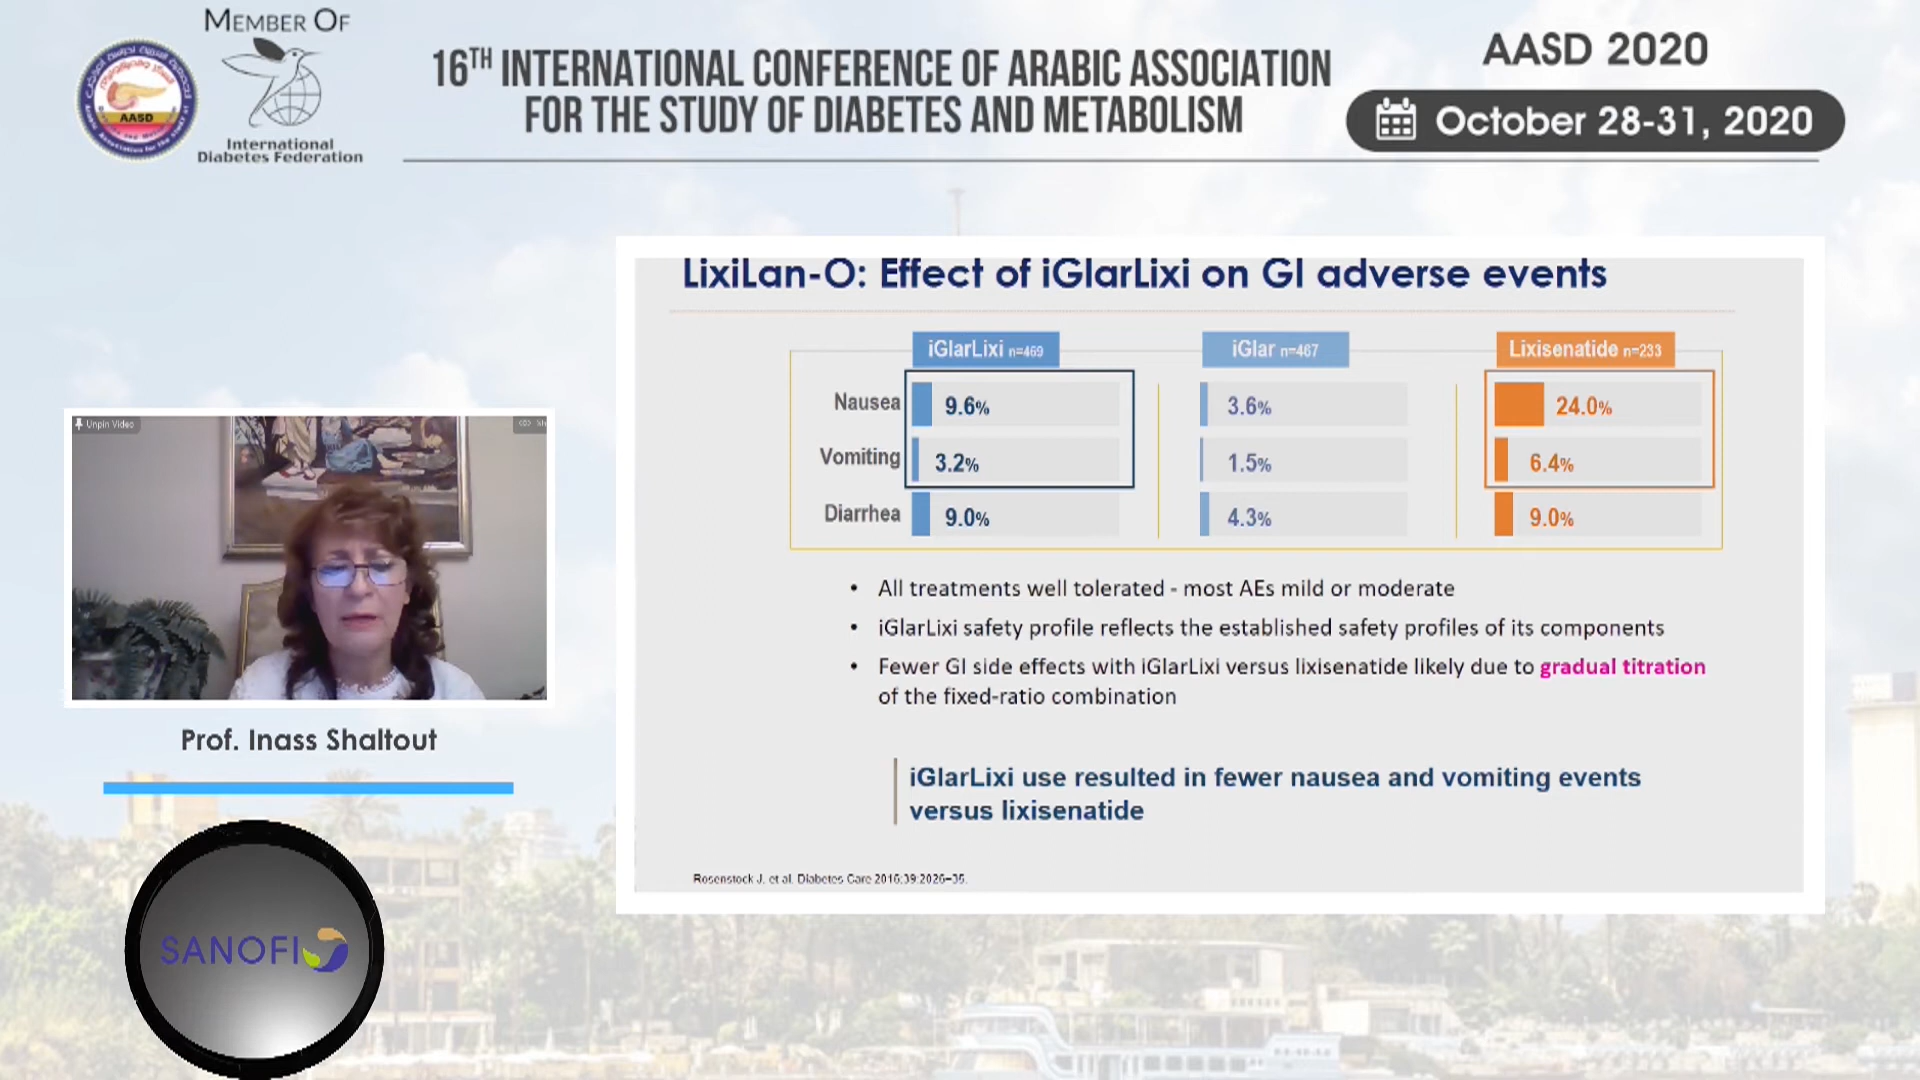 MEMBER OF
International
Diabetes Federation
AASD
16TH INTERNATIONAL CONFERENCE OF ARABIC ASSOCIATION
FOR THE STUDY OF DIABETES AND METABOLISM
AASD 2020
October 28-31, 2020
Unpin Video
Prof. Inass Shaltout
SANOFI
LixiLan-O: Effect of iGlarLixi on GI adverse events
iGlarLixi n=469
iGlar n=467
Lixisenatide n=233
Nausea 9.6% 3.6% 24.0%
Vomiting 3.2% 1.5% 6.4%
Diarrhea 9.0% 4.3% 9.0%
• All treatments well tolerated - most AEs mild or moderate
• iGlarLixi safety profile reflects the established safety profiles of its components
• Fewer GI side effects with iGlarLixi versus lixisenatide likely due to gradual titration
of the fixed-ratio combination
iGlarLixi use resulted in fewer nausea and vomiting events
versus lixisenatide
Rosenstock J. et al. Diabetes Care 2016;39:2026–35.